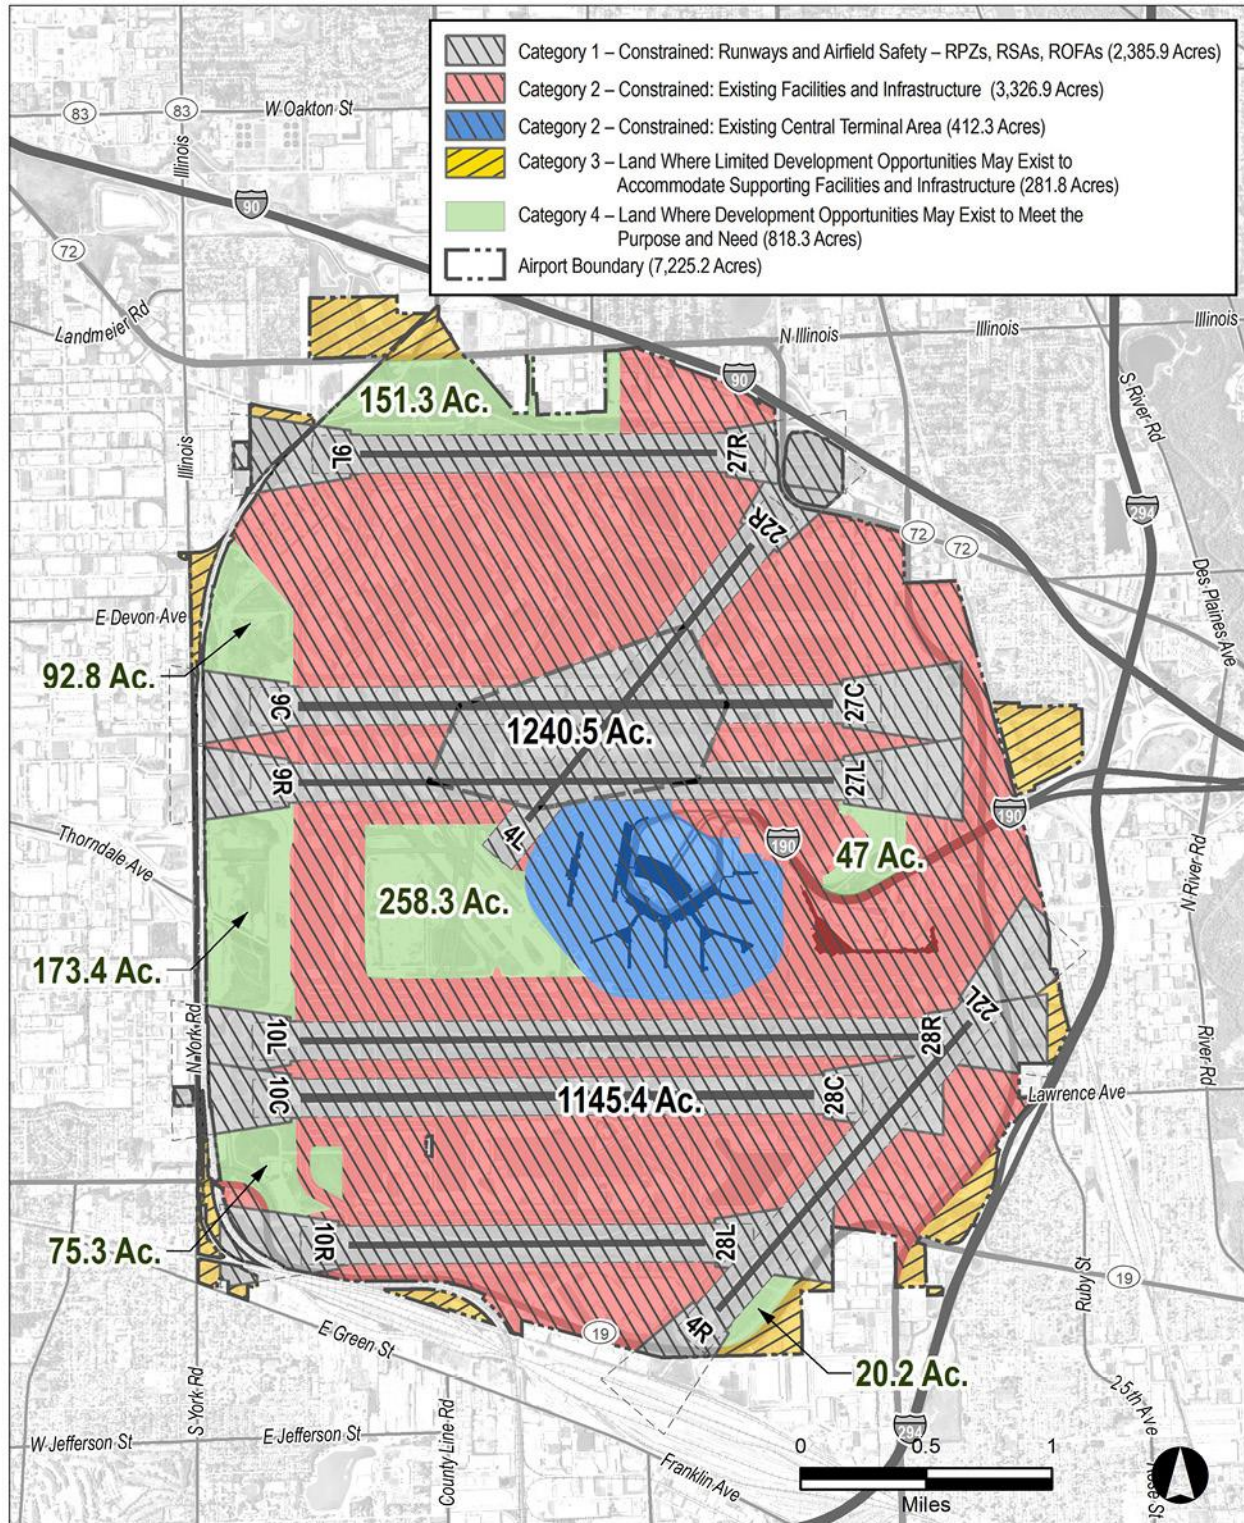 Category 1 – Constrained: Runways and Airfield Safety – RPZs, RSAs, ROFAs (2,385.9 Acres)
Category 2 – Constrained: Existing Facilities and Infrastructure (3,326.9 Acres)
Category 2 – Constrained: Existing Central Terminal Area (412.3 Acres)
Category 3 – Land Where Limited Development Opportunities May Exist to
Accommodate Supporting Facilities and Infrastructure (281.8 Acres)
Category 4 – Land Where Development Opportunities May Exist to Meet the
Purpose and Need (818.3 Acres)
Airport Boundary (7,225.2 Acres)
83
83
W Oakton St
Illinois
90
72
Landmeier Rd
N Illinois
Illinois
Illinois
90
S River Rd
151.3 Ac.
Illinois
9L
27R
22R
294
72
72
Des Plaines Ave
E Devon Ave
92.8 Ac.
9C
27C
1240.5 Ac.
9R
27L
190
4L
190
Thorndale Ave
47 Ac.
N River Rd
258.3 Ac.
173.4 Ac.
N York Rd
10L
28R
22L
River Rd
10C
28C
1145.4 Ac.
Lawrence Ave
75.3 Ac.
10R
28L
19
Ruby St
4R
19
E Green St
20.2 Ac.
S York Rd
25th Ave
W Jefferson St
E Jefferson St
County Line Rd
Franklin Ave
294
Rose St
0
0.5
1
Miles